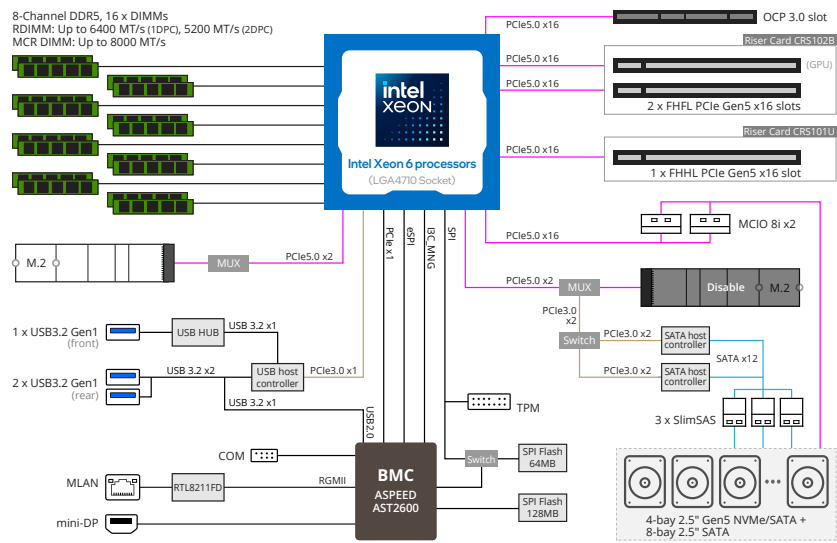 8-Channel DDR5, 16 x DIMMs
RDIMM: Up to 6400 MT/s (1DPC), 5200 MT/s (2DPC)
MCR DIMM: Up to 8000 MT/s
intel
XEON
Intel Xeon 6 processors
(LGA4710 Socket)
PCIe5.0 x16
OCP 3.0 slot
Riser Card CRS102B
PCIe5.0 x16
(GPU)
PCIe5.0 x16
2 x FHFL PCIe Gen5 x16 slots
Riser Card CRS101U
PCIe5.0 x16
1 x FHHL PCIe Gen5 x16 slot
PCIe5.0 x16
MCIO 8i x2
M.2
MUX
PCIe5.0 x2
PCIe x1
eSPI
I3C_MNG
SPI
PCIe5.0 x2
MUX
Disable
M.2
PCIe3.0
x2
Switch
PCIe3.0 x2
SATA host
controller
SATA x12
PCIe3.0 x2
SATA host
controller
3 x SlimSAS
1 x USB3.2 Gen1
(front)
USB HUB
USB 3.2 x1
2 x USB3.2 Gen1
(rear)
USB 3.2 x2
USB host
controller
PCIe3.0 x1
USB 3.2 x1
USB2.0
TPM
COM
MLAN
RTL8211FD
RGMII
mini-DP
BMC
ASPEED
AST2600
Switch
SPI Flash
64MB
SPI Flash
128MB
4-bay 2.5" Gen5 NVMe/SATA +
8-bay 2.5" SATA